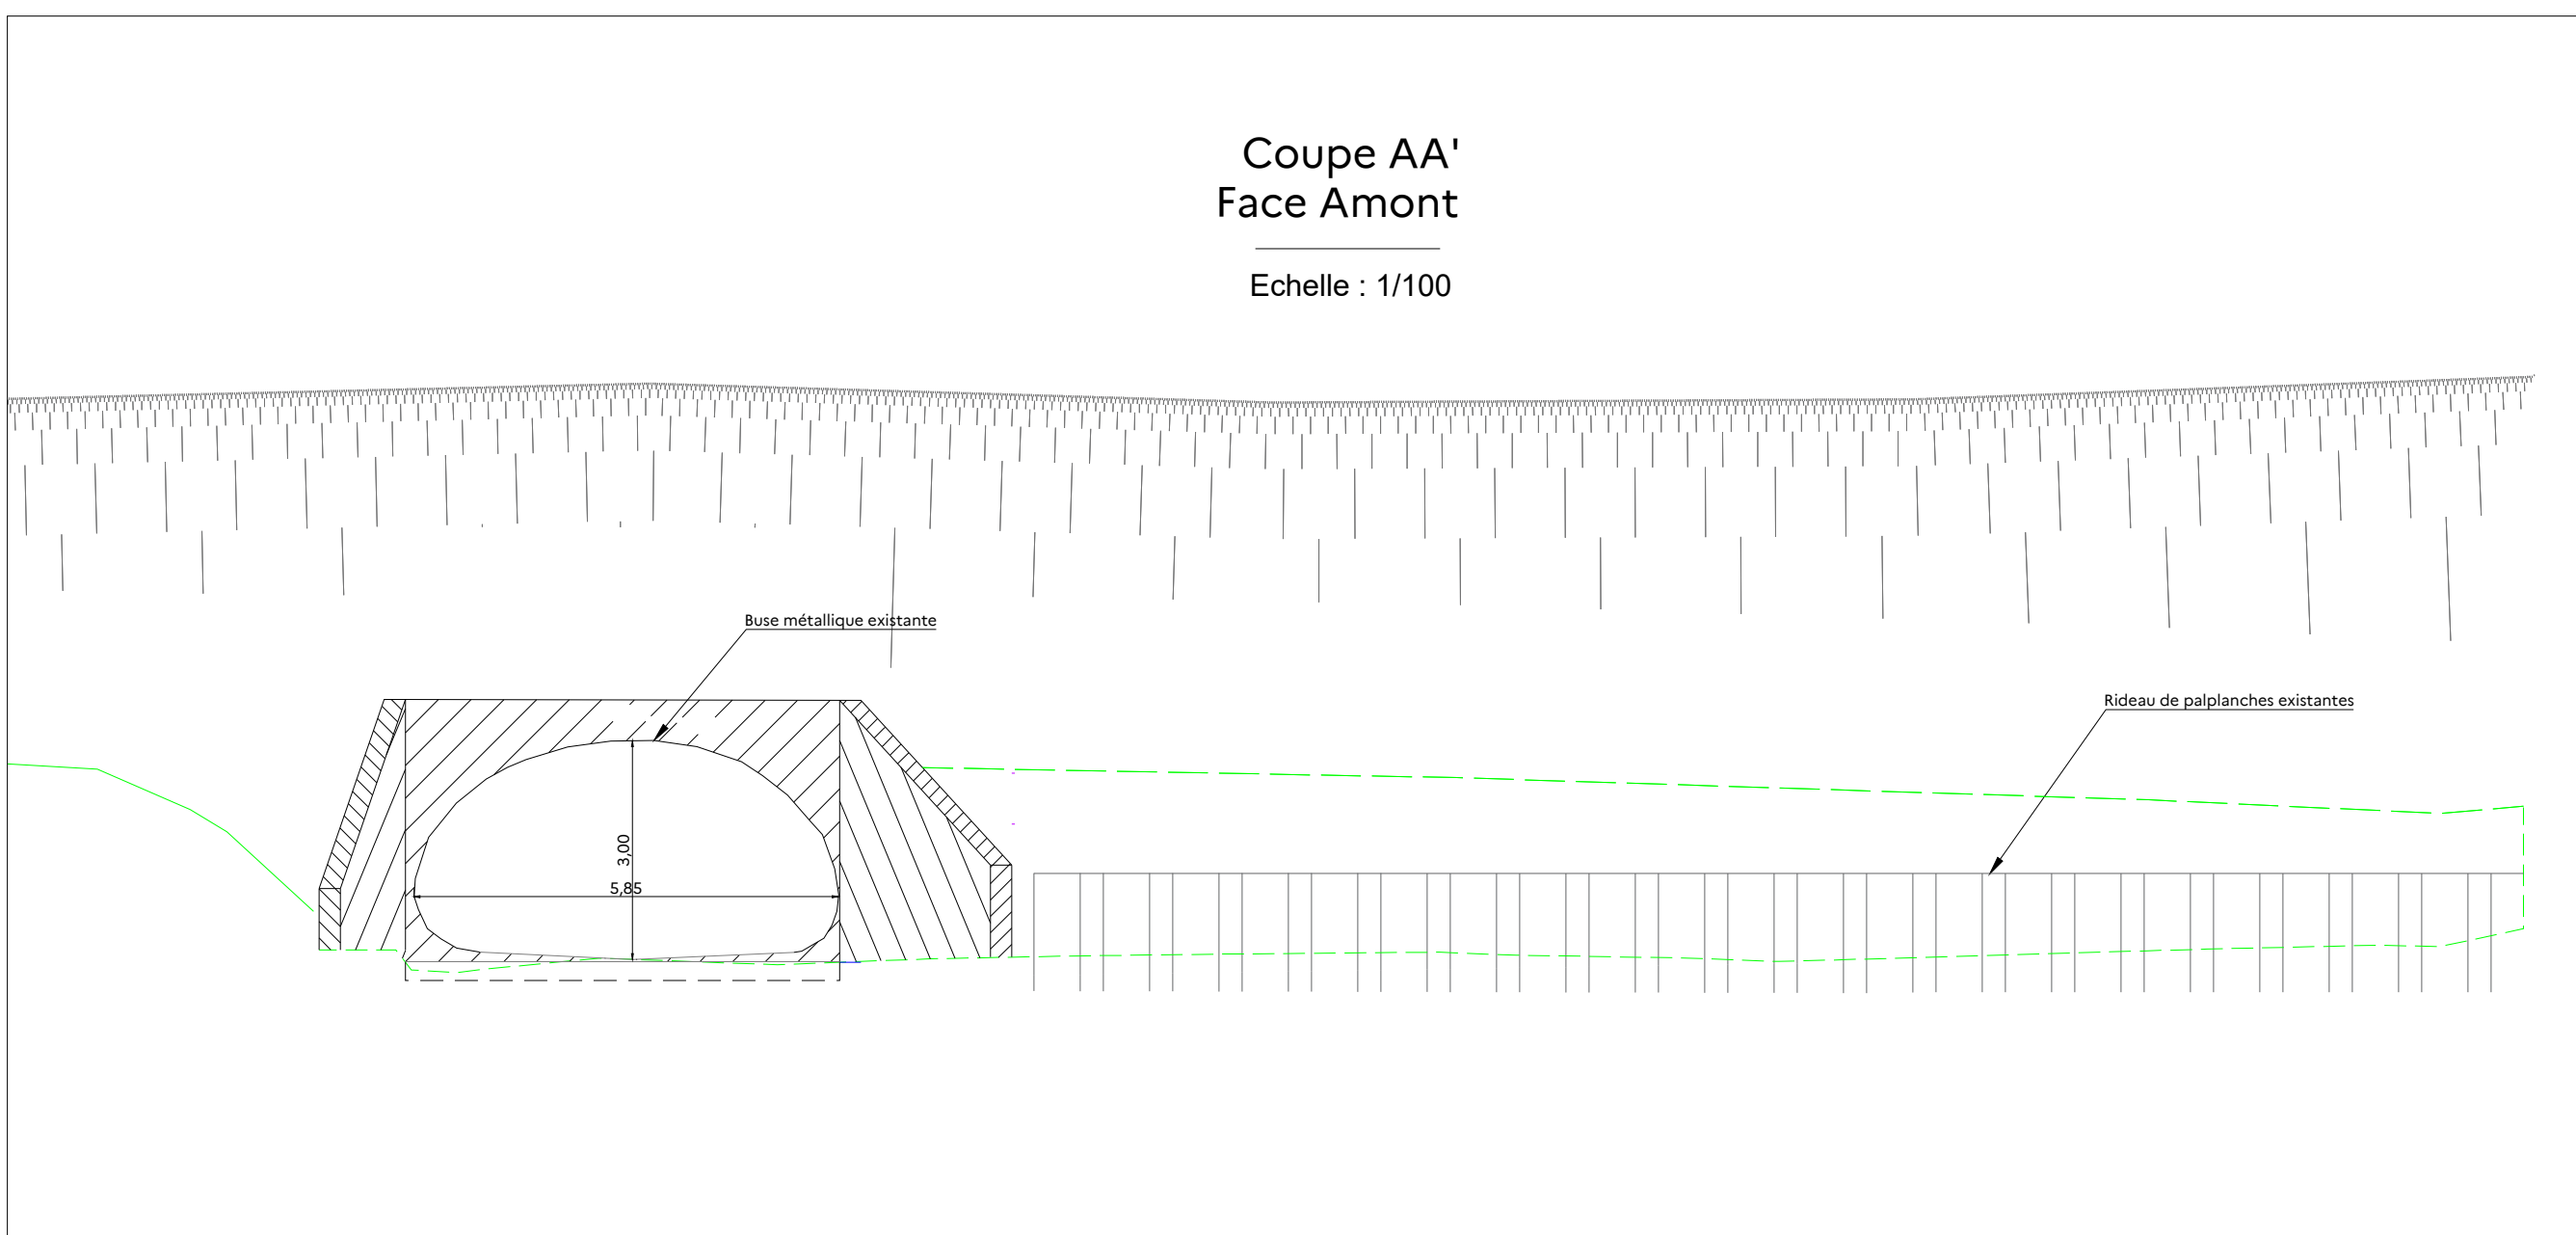 Coupe AA'
Face Amont
Echelle : 1/100
Buse métallique existante
Rideau de palplanches existantes
3,00
5,85